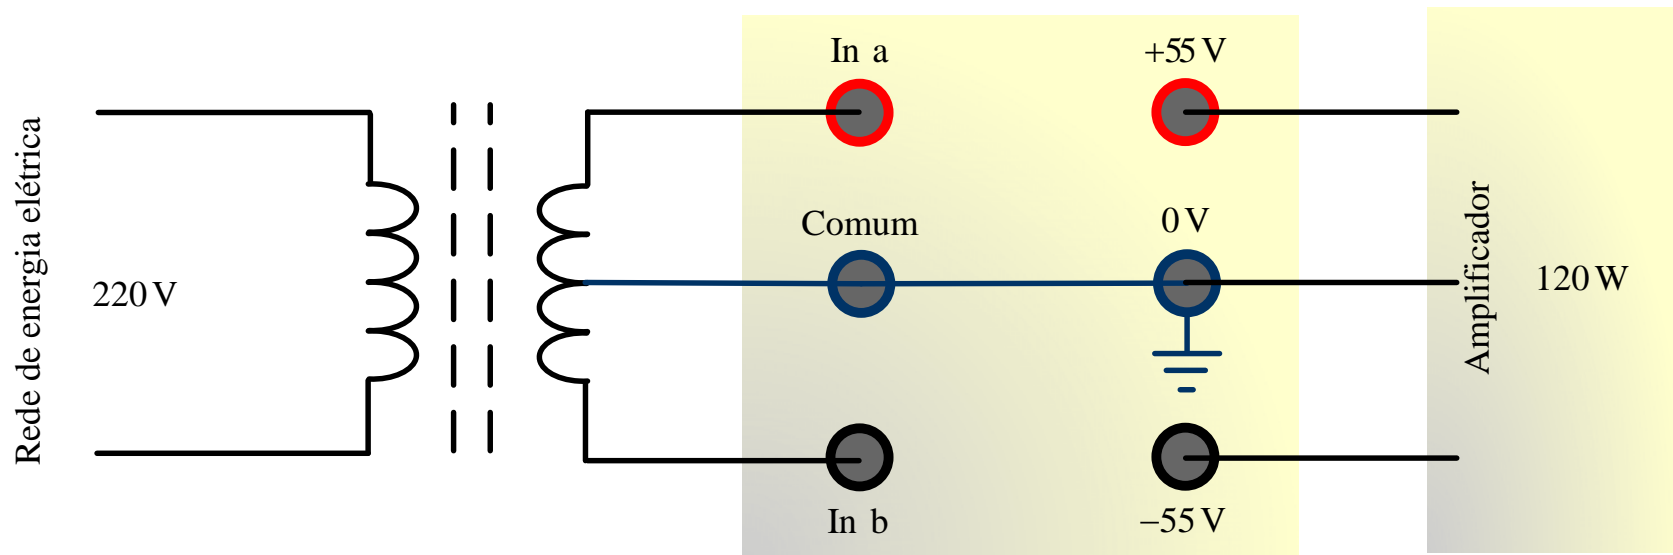 Rede de energia elétrica
220 V
In a
+55 V
Comum
0 V
In b
−55 V
Amplificador
120 W